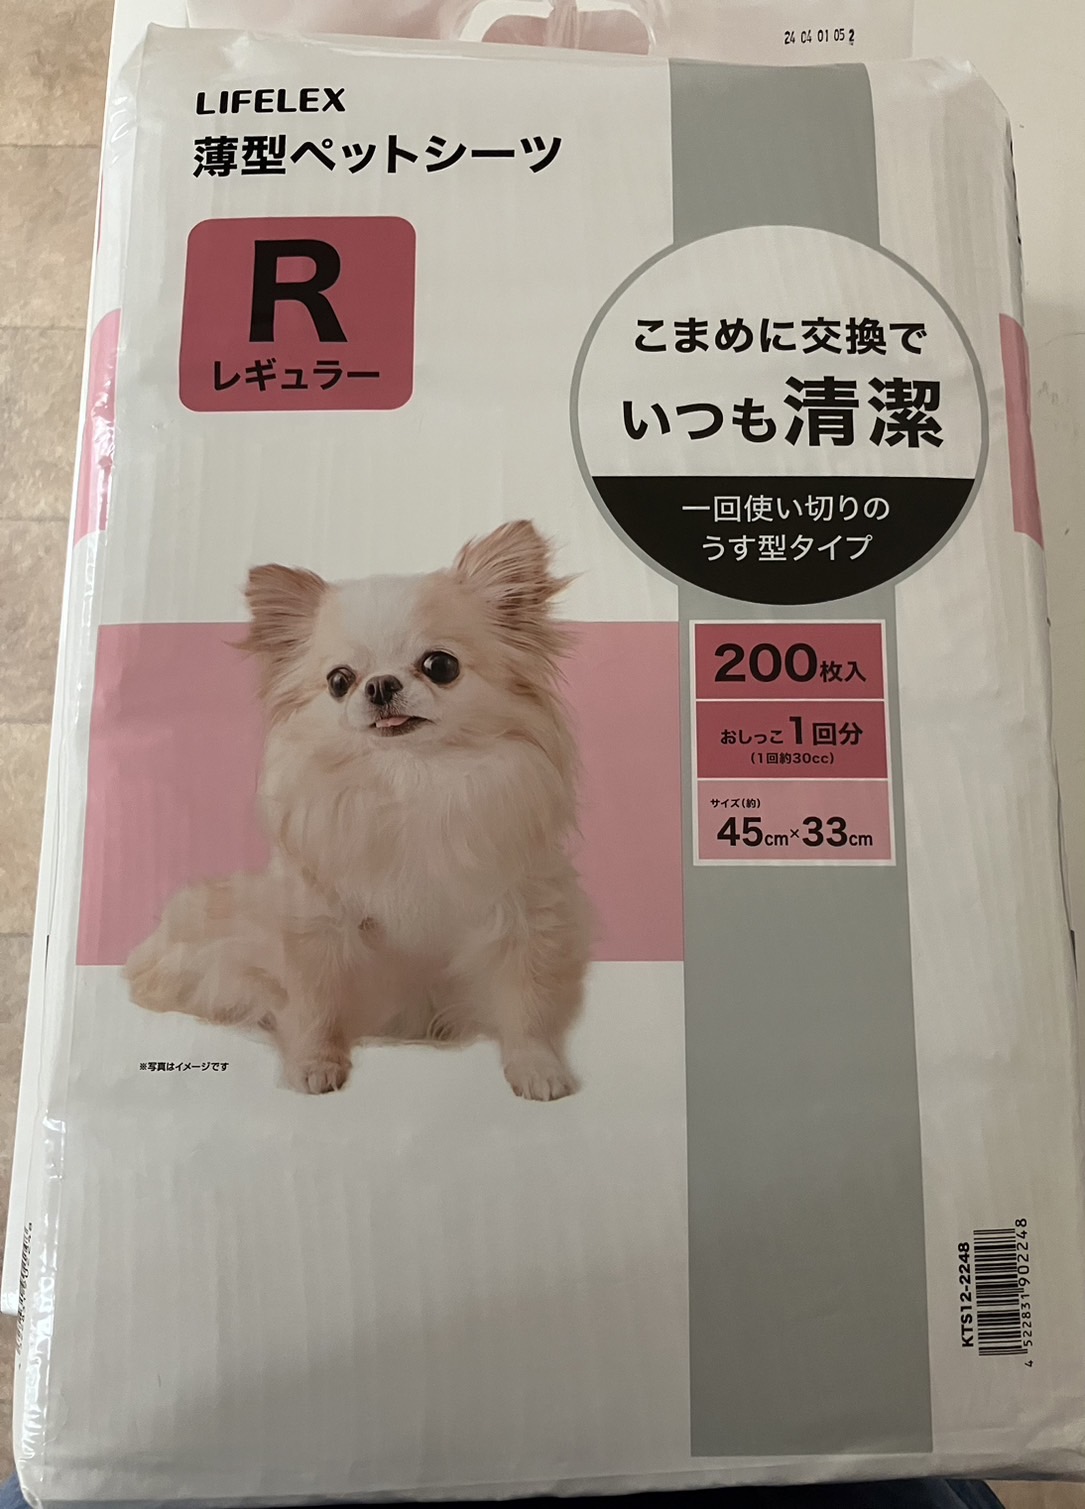 24 04 01 05 2
LIFELEX
薄型ペットシーツ
R
レギュラー
こまめに交換で
いつも清潔
一回使い切りの
うす型タイプ
200枚入
おしっこ1回分
(1回約30cc)
サイズ(約)
45cm×33cm
※写真はイメージです
KTS12-2248
4 522831 902248